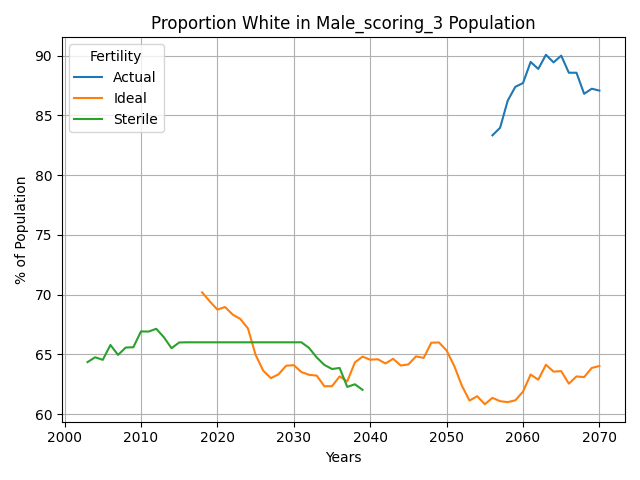 Proportion White in Male_scoring_3 Population
Fertility
Actual
Ideal
Sterile
% of Population
90
85
80
75
70
65
60
2000 2010 2020 2030 2040 2050 2060 2070
Years